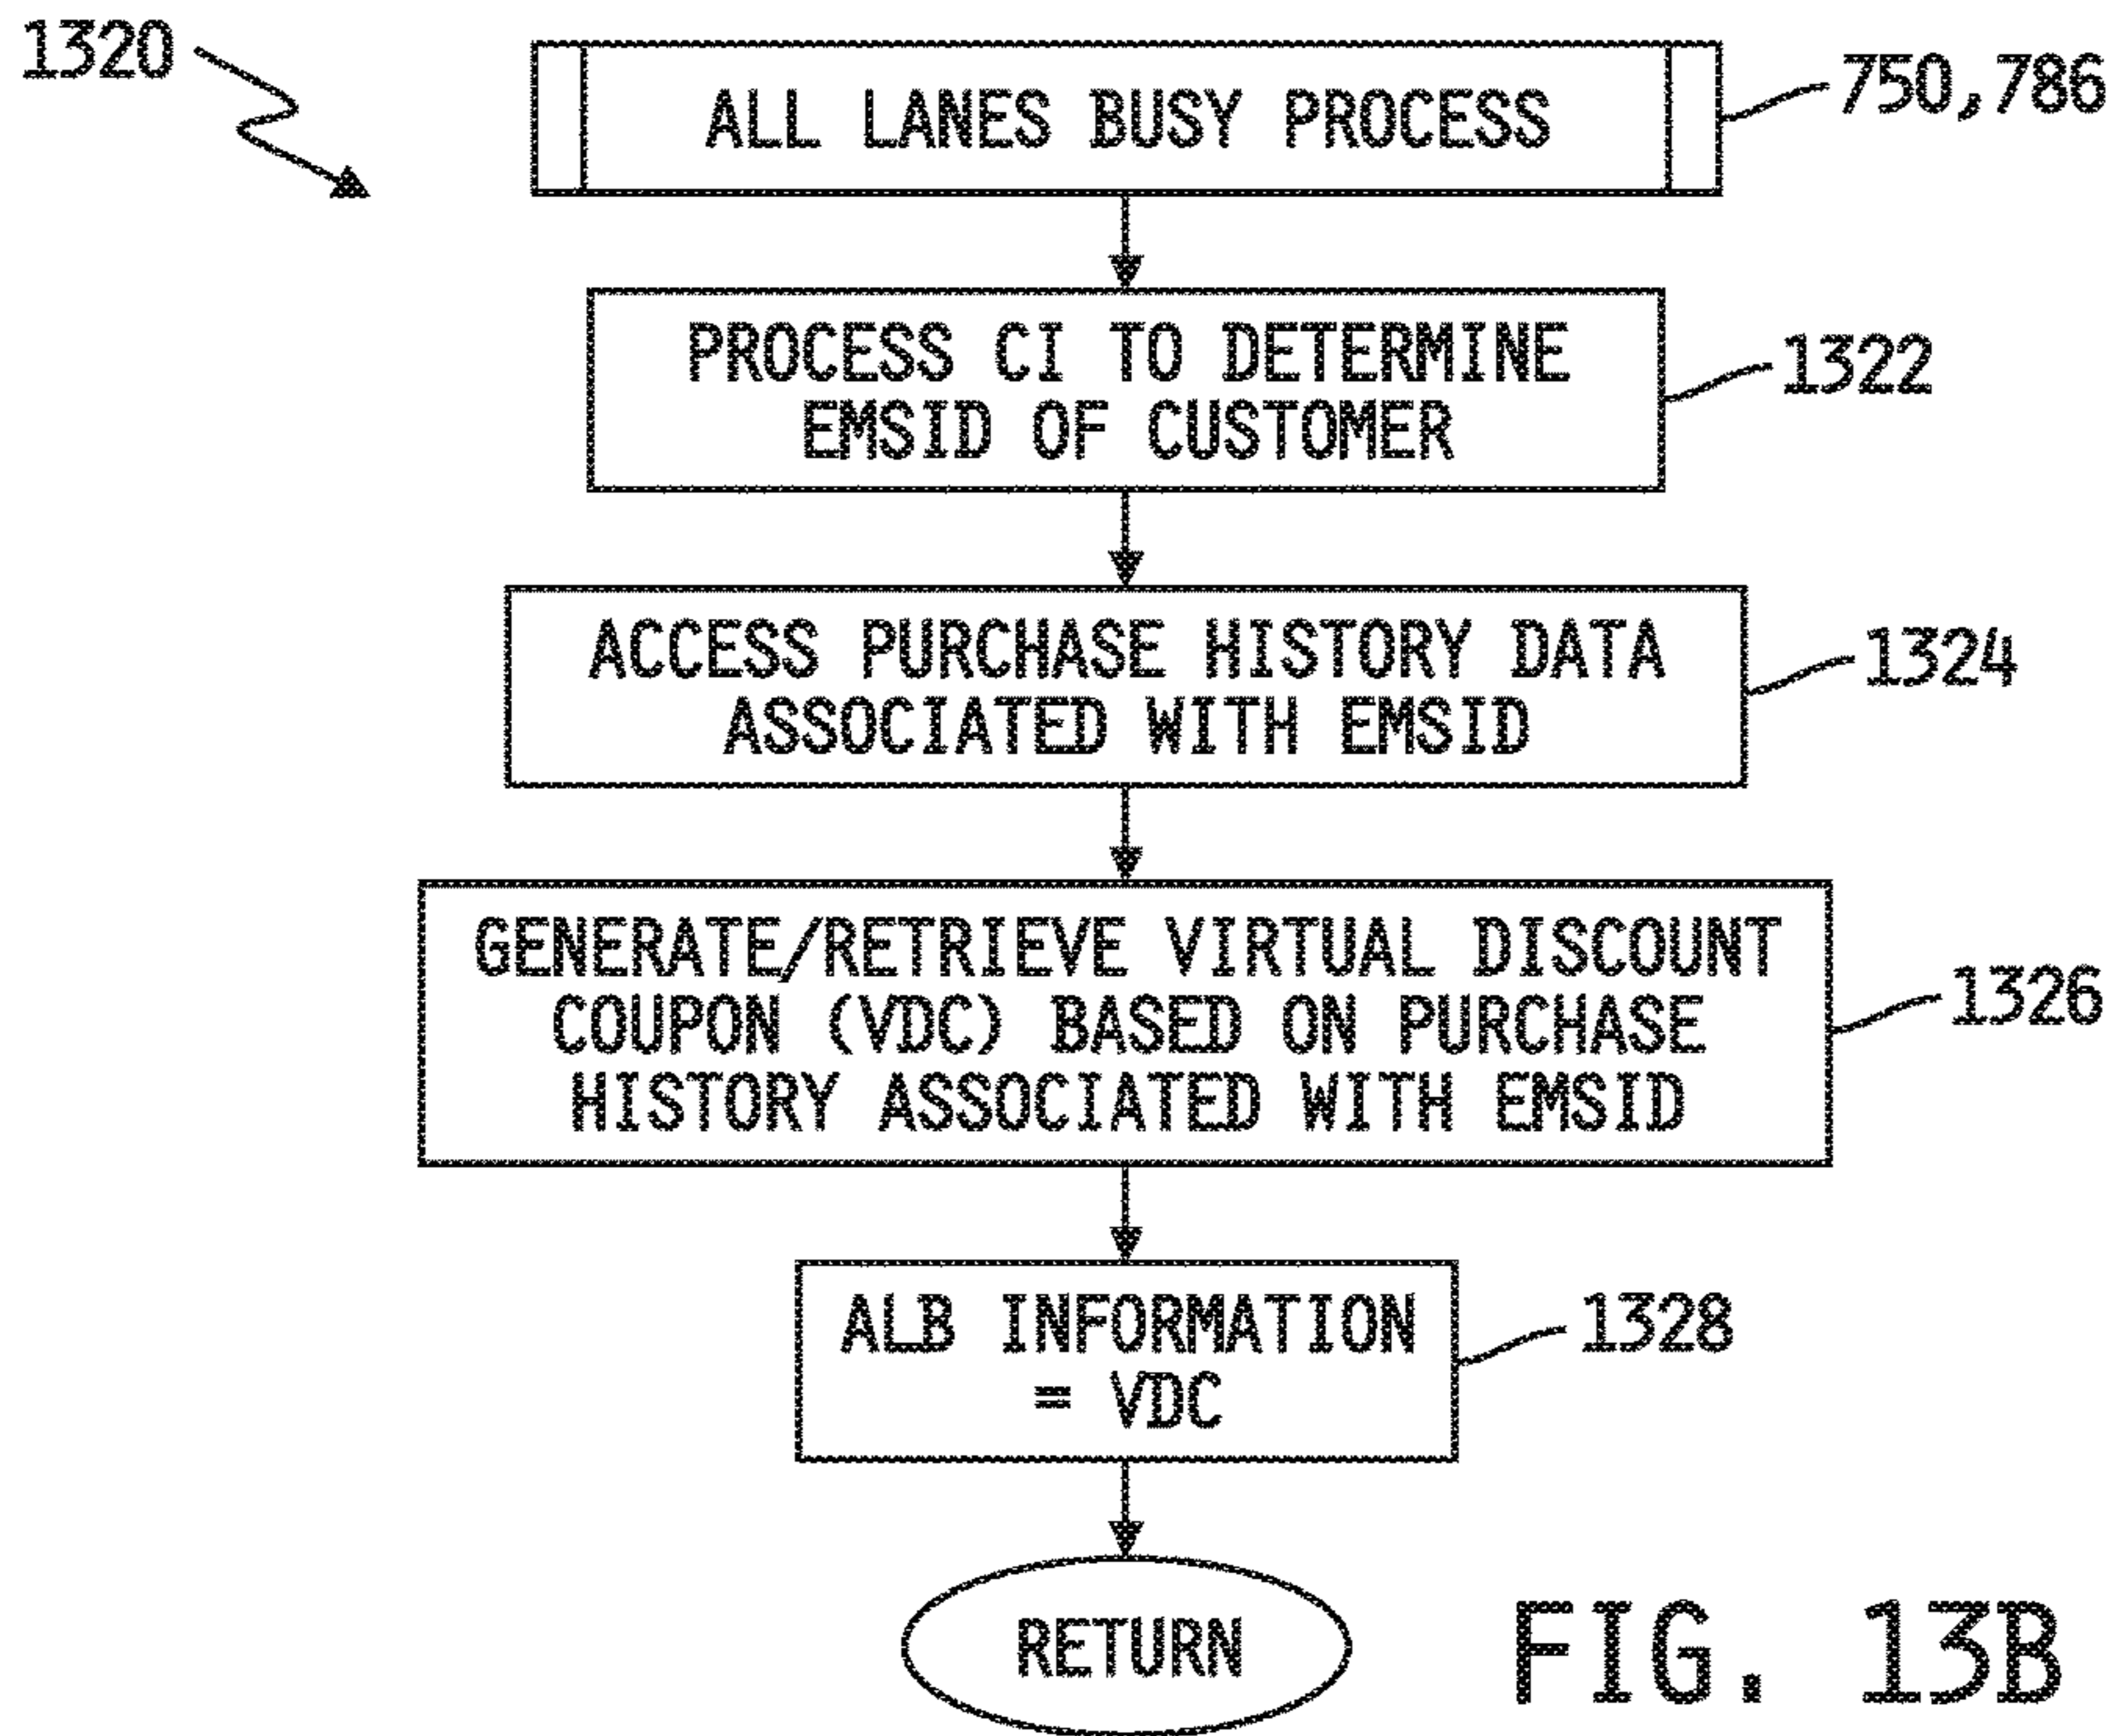 1320
ALL LANES BUSY PROCESS
750,786
PROCESS CI TO DETERMINE
EMSID OF CUSTOMER
1322
ACCESS PURCHASE HISTORY DATA
ASSOCIATED WITH EMSID
1324
GENERATE/RETRIEVE VIRTUAL DISCOUNT
COUPON (VDC) BASED ON PURCHASE
HISTORY ASSOCIATED WITH EMSID
1326
ALB INFORMATION
= VDC
1328
RETURN
FIG. 13B